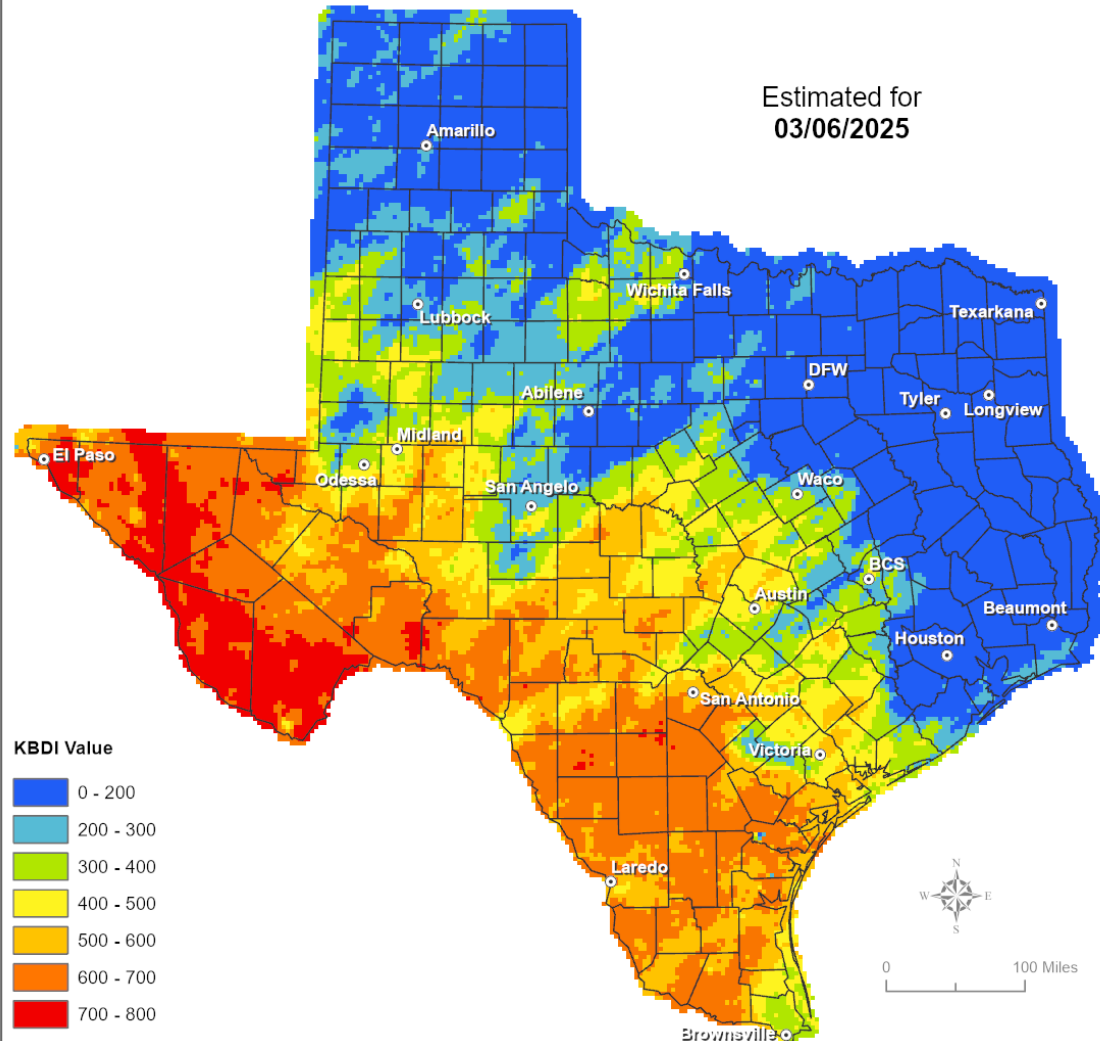 Estimated for
03/06/2025
Amarillo
Wichita Falls
Lubbock
Texarkana
DFW
Abilene
Tyler
Longview
Midland
El Paso
Odessa
San Angelo
Waco
BCS
Austin
Beaumont
Houston
San Antonio
Victoria
KBDI Value
0 - 200
200 - 300
300 - 400
400 - 500
500 - 600
600 - 700
700 - 800
Laredo
N
W E
S
0 100 Miles
Brownsville